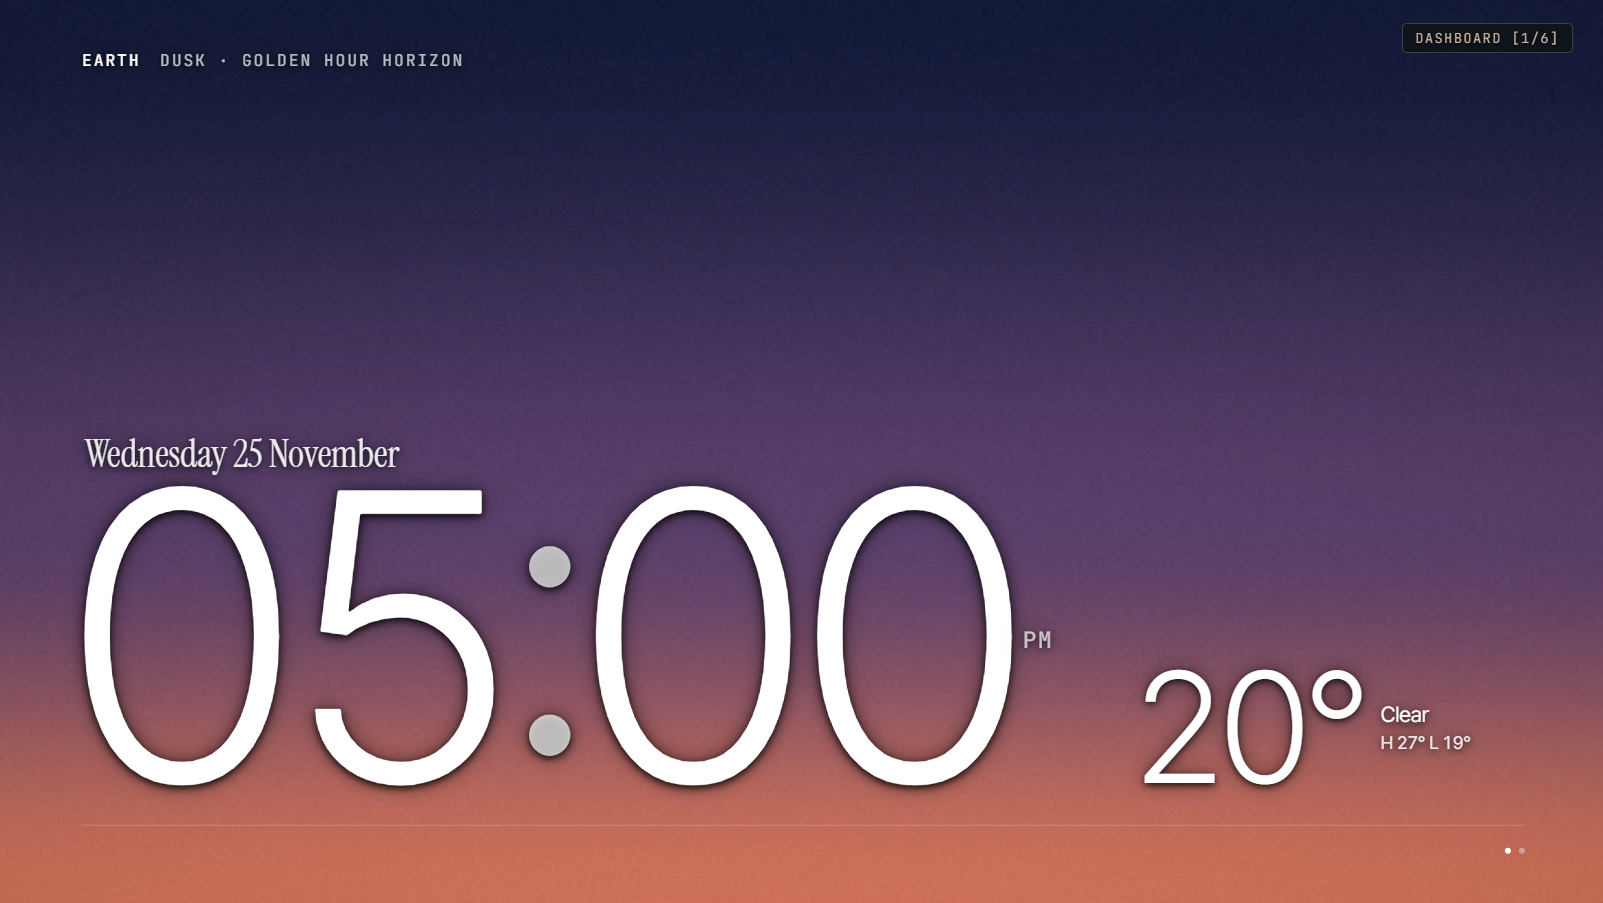 EARTH DUSK · GOLDEN HOUR HORIZON
DASHBOARD [1/6]
Wednesday 25 November
05:00 PM
20°
Clear
H 27° L 19°